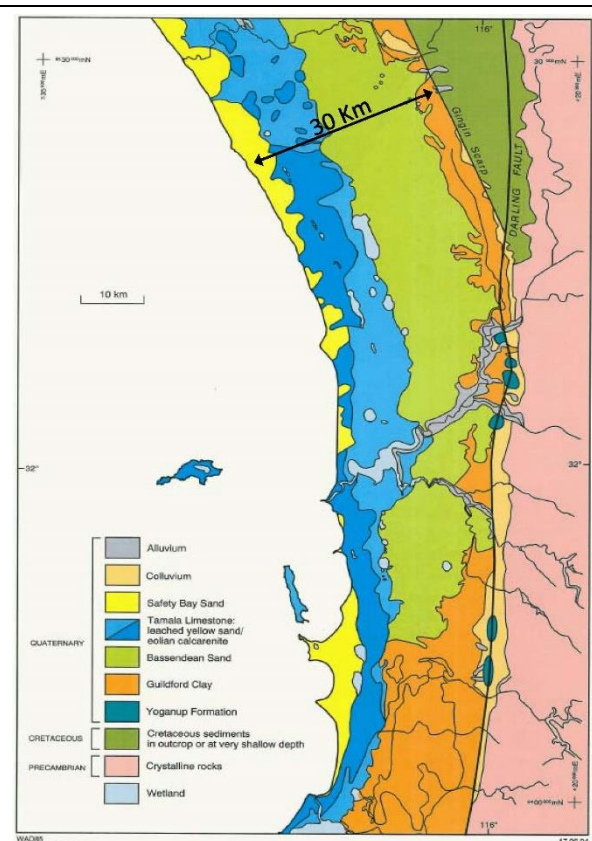 116°
30 Km
Gingin Scarp
DARLING FAULT
10 km
32°
32°
Alluvium
Colluvium
Safety Bay Sand
Tamala Limestone:
leached yellow sand/
eolian calcarenite
Bassendean Sand
Guildford Clay
Yoganup Formation
QUATERNARY
CRETACEOUS
Cretaceous sediments
in outcrop or at very shallow depth
PRECAMBRIAN
Crystalline rocks
Wetland
116°
WAD85